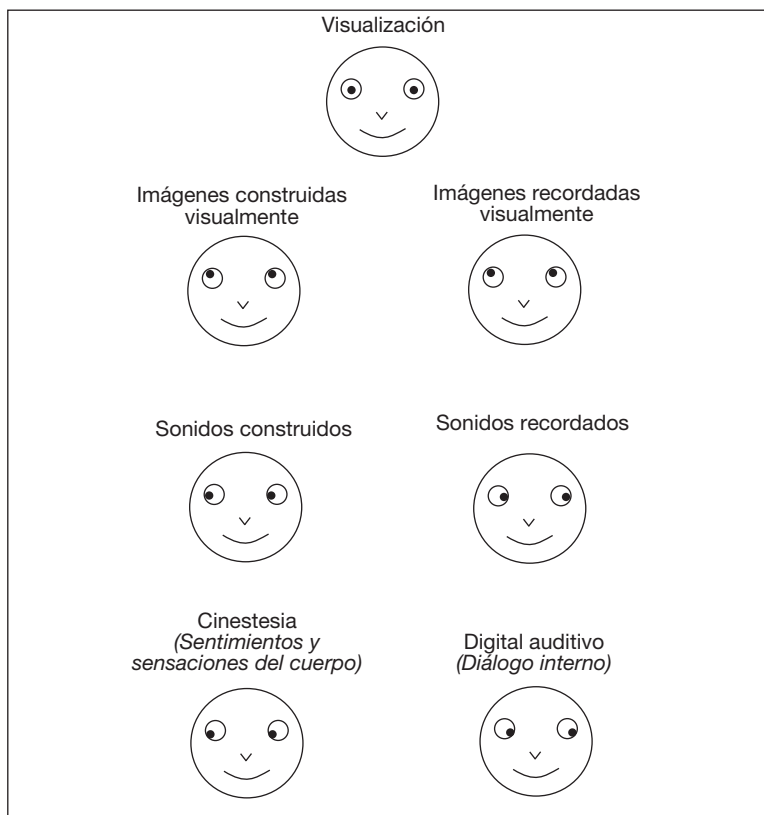 Visualización
Imágenes construidas
visualmente
Imágenes recordadas
visualmente
Sonidos construidos
Sonidos recordados
Cinestesia
(Sentimientos y
sensaciones del cuerpo)
Digital auditivo
(Diálogo interno)